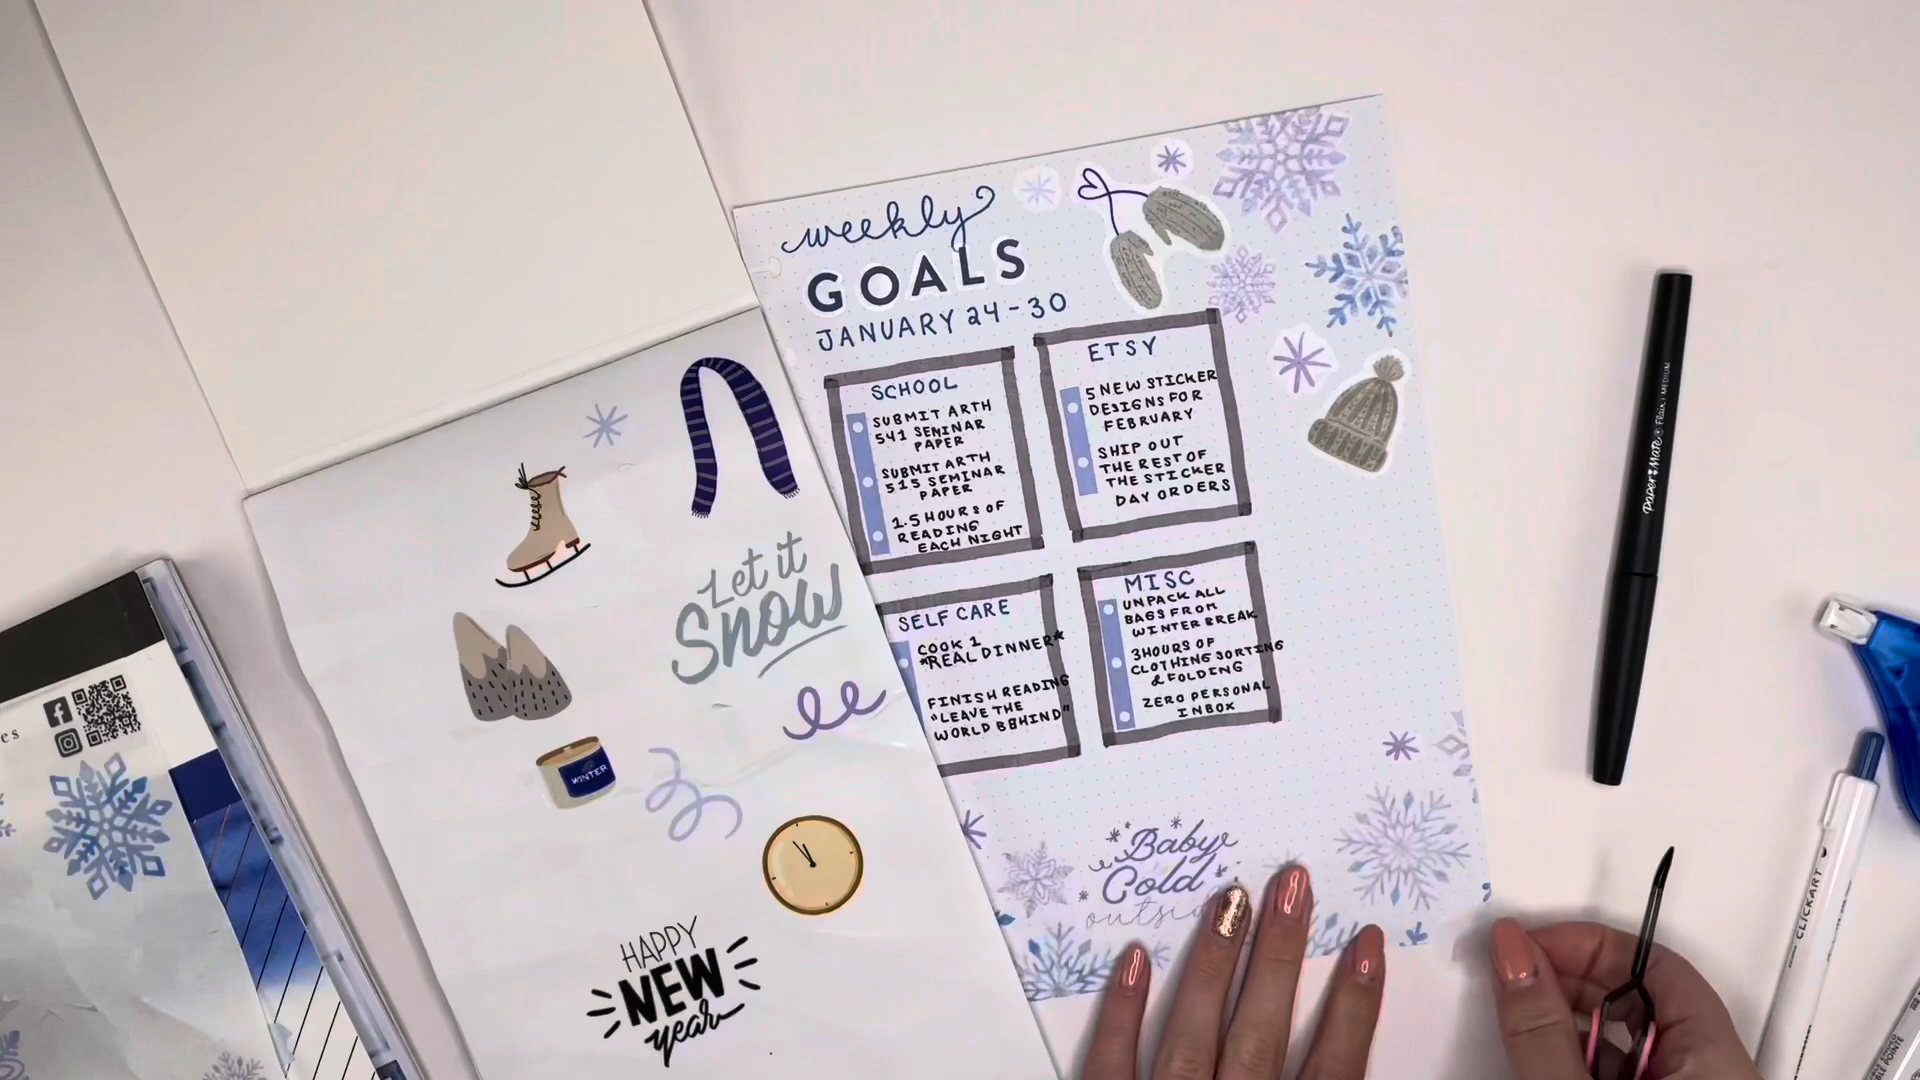 weekly
GOALS
JANUARY 24-30
SCHOOL
SUBMIT ARTH
541 SEMINAR
PAPER
SUBMIT ARTH
515 SEMINAR
PAPER
1.5 HOURS OF
READING
EACH NIGHT
ETSY
5 NEW STICKER
DESIGNS FOR
FEBRUARY
SHIP OUT
THE REST OF
THE STICKER
DAY ORDERS
SELF CARE
COOK 1
*REAL DINNER*
FINISH READING
"LEAVE THE
WORLD BEHIND"
MISC
UNPACK ALL
BAGS FROM
WINTER BREAK
3 HOURS OF
CLOTHING SORTING
& FOLDING
ZERO PERSONAL
INBOX
Baby
Cold
Let it
Snow
WINTER
HAPPY
NEW
year
es
Paper Mate Flair MEDIUM
CLICKART